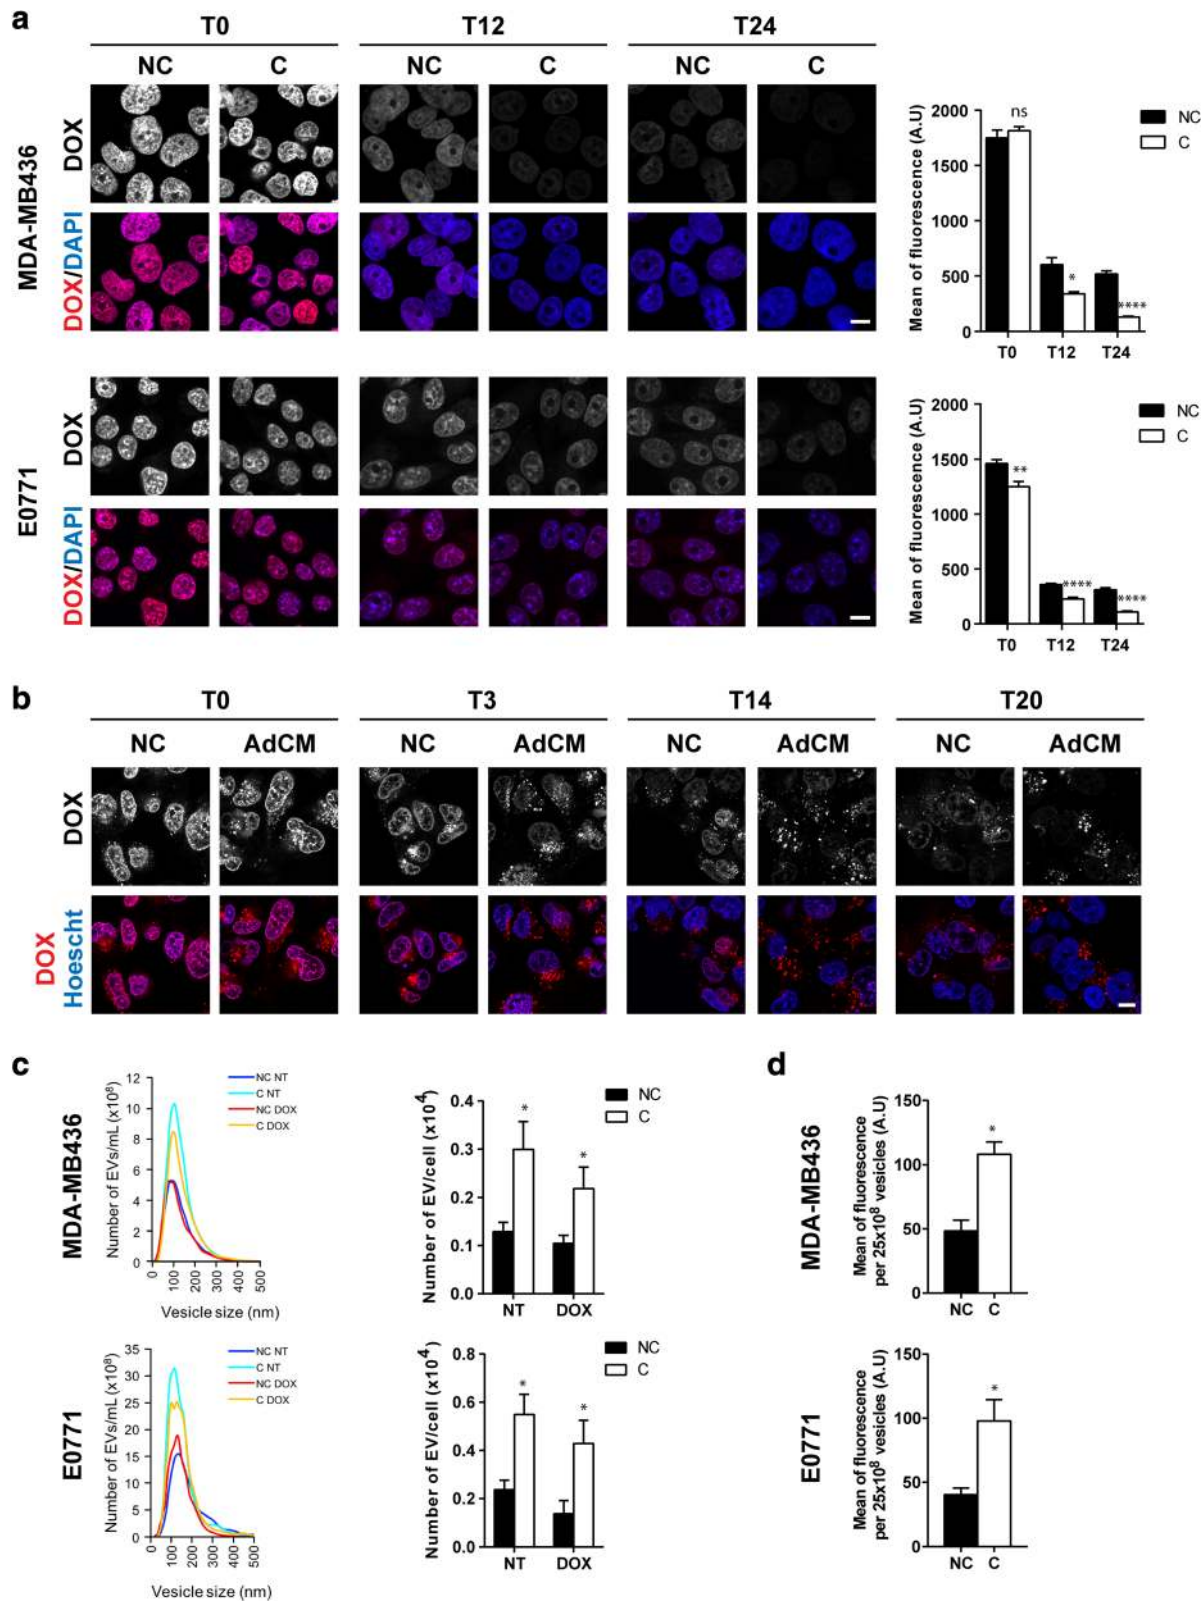 a
T0 T12 T24
NC C NC C NC C
MDA-MB436
DOX
DOX/DAPI
Mean of fluorescence (A.U)
2000
1500
1000
500
0
ns
*
****
T0 T12 T24
NC
C
E0771
DOX
DOX/DAPI
Mean of fluorescence (A.U)
2000
1500
1000
500
0
**
****
****
T0 T12 T24
NC
C
b
T0 T3 T14 T20
NC AdCM NC AdCM NC AdCM NC AdCM
DOX
DOX
Hoescht
c
MDA-MB436
Number of EVs/mL (x10⁸)
12
10
8
6
4
2
0
NC NT
C NT
NC DOX
C DOX
0 100 200 300 400 500
Vesicle size (nm)
Number of EV/cell (x10⁴)
0.4
0.3
0.2
0.1
0.0
*
*
NT DOX
NC
C
E0771
Number of EVs/mL (x10⁸)
35
30
25
20
15
10
5
0
NC NT
C NT
NC DOX
C DOX
0 100 200 300 400 500
Vesicle size (nm)
Number of EV/cell (x10⁴)
0.8
0.6
0.4
0.2
0.0
*
*
NT DOX
NC
C
d
MDA-MB436
Mean of fluorescence
per 25x10⁸ vesicles (A.U)
150
100
50
0
*
NC C
E0771
Mean of fluorescence
per 25x10⁸ vesicles (A.U)
150
100
50
0
*
NC C